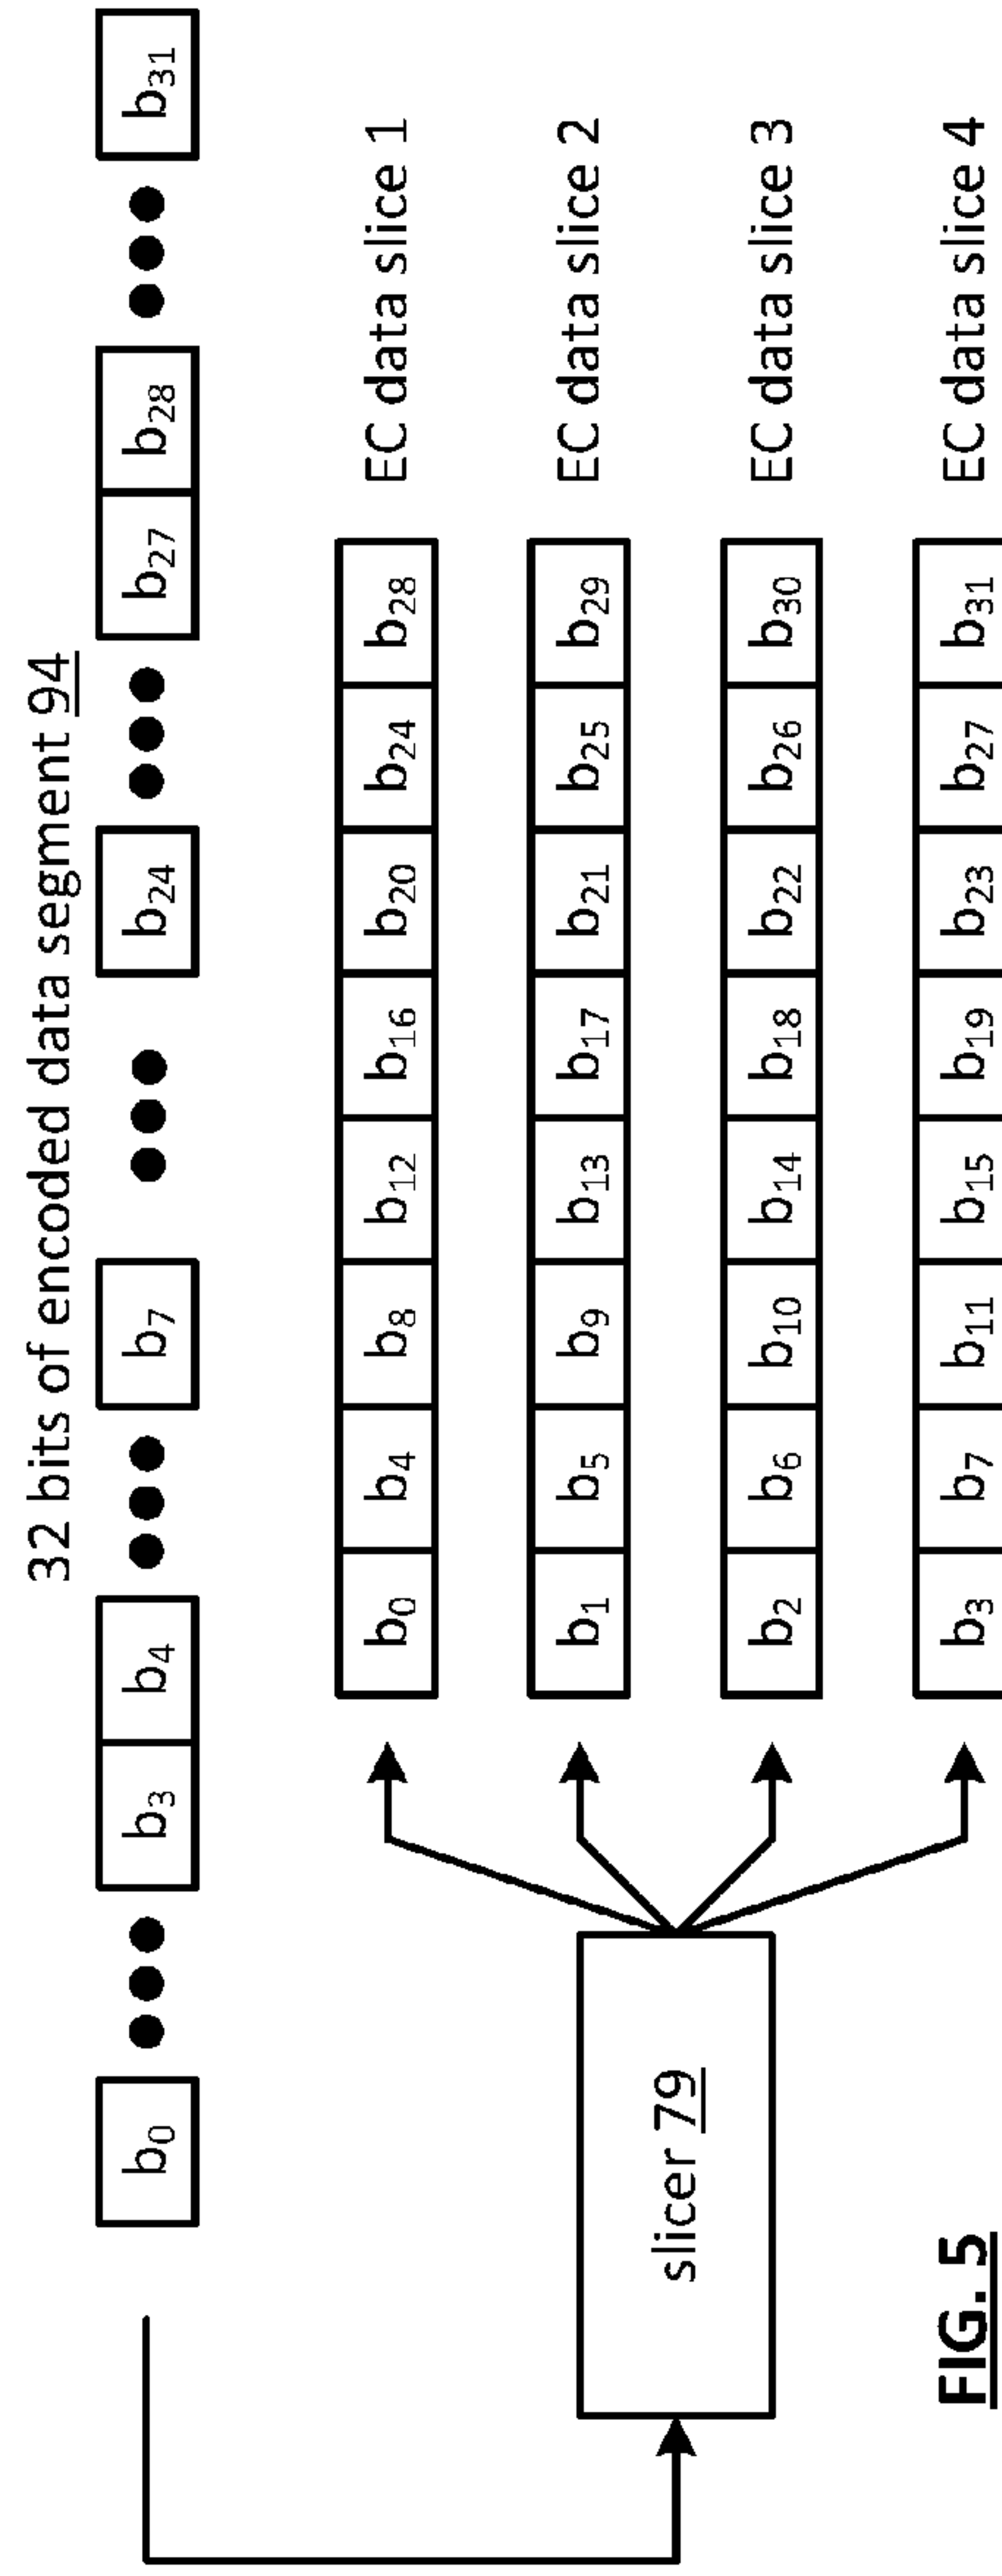 32 bits of encoded data segment 94
b0 ●●● b3 b4 ●●● b7 ●●● b24 ●●● b27 b28 ●●● b31
b0 b4 b8 b12 b16 b20 b24 b28 EC data slice 1
b1 b5 b9 b13 b17 b21 b25 b29 EC data slice 2
slicer 79
b2 b6 b10 b14 b18 b22 b26 b30 EC data slice 3
b3 b7 b11 b15 b19 b23 b27 b31 EC data slice 4
FIG. 5